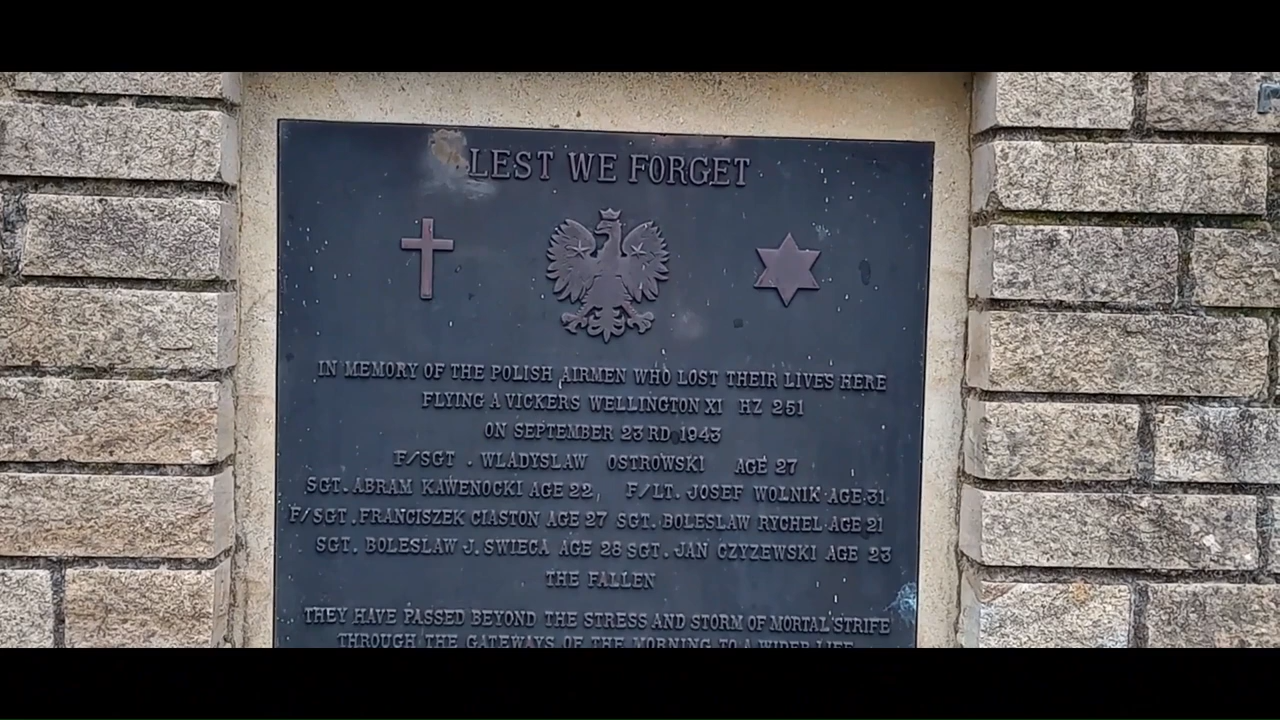 LEST WE FORGET
IN MEMORY OF THE POLISH AIRMEN WHO LOST THEIR LIVES HERE
FLYING A VICKERS WELLINGTON XI HZ 251
ON SEPTEMBER 23RD 1943
F/SGT . WLADYSLAW OSTROWSKI AGE 27
SGT. ABRAM KAWENOCKI AGE 22, F/LT. JOSEF WOLNIK AGE 31
F/SGT. FRANCISZEK CIASTON AGE 27 SGT. BOLESLAW RYCHEL AGE 21
SGT. BOLESLAW J. SWIECA AGE 28 SGT. JAN CZYZEWSKI AGE 23
THE FALLEN
THEY HAVE PASSED BEYOND THE STRESS AND STORM OF MORTAL STRIFE
THROUGH THE GATEWAYS OF THE MORNING TO A WIDER LIFE